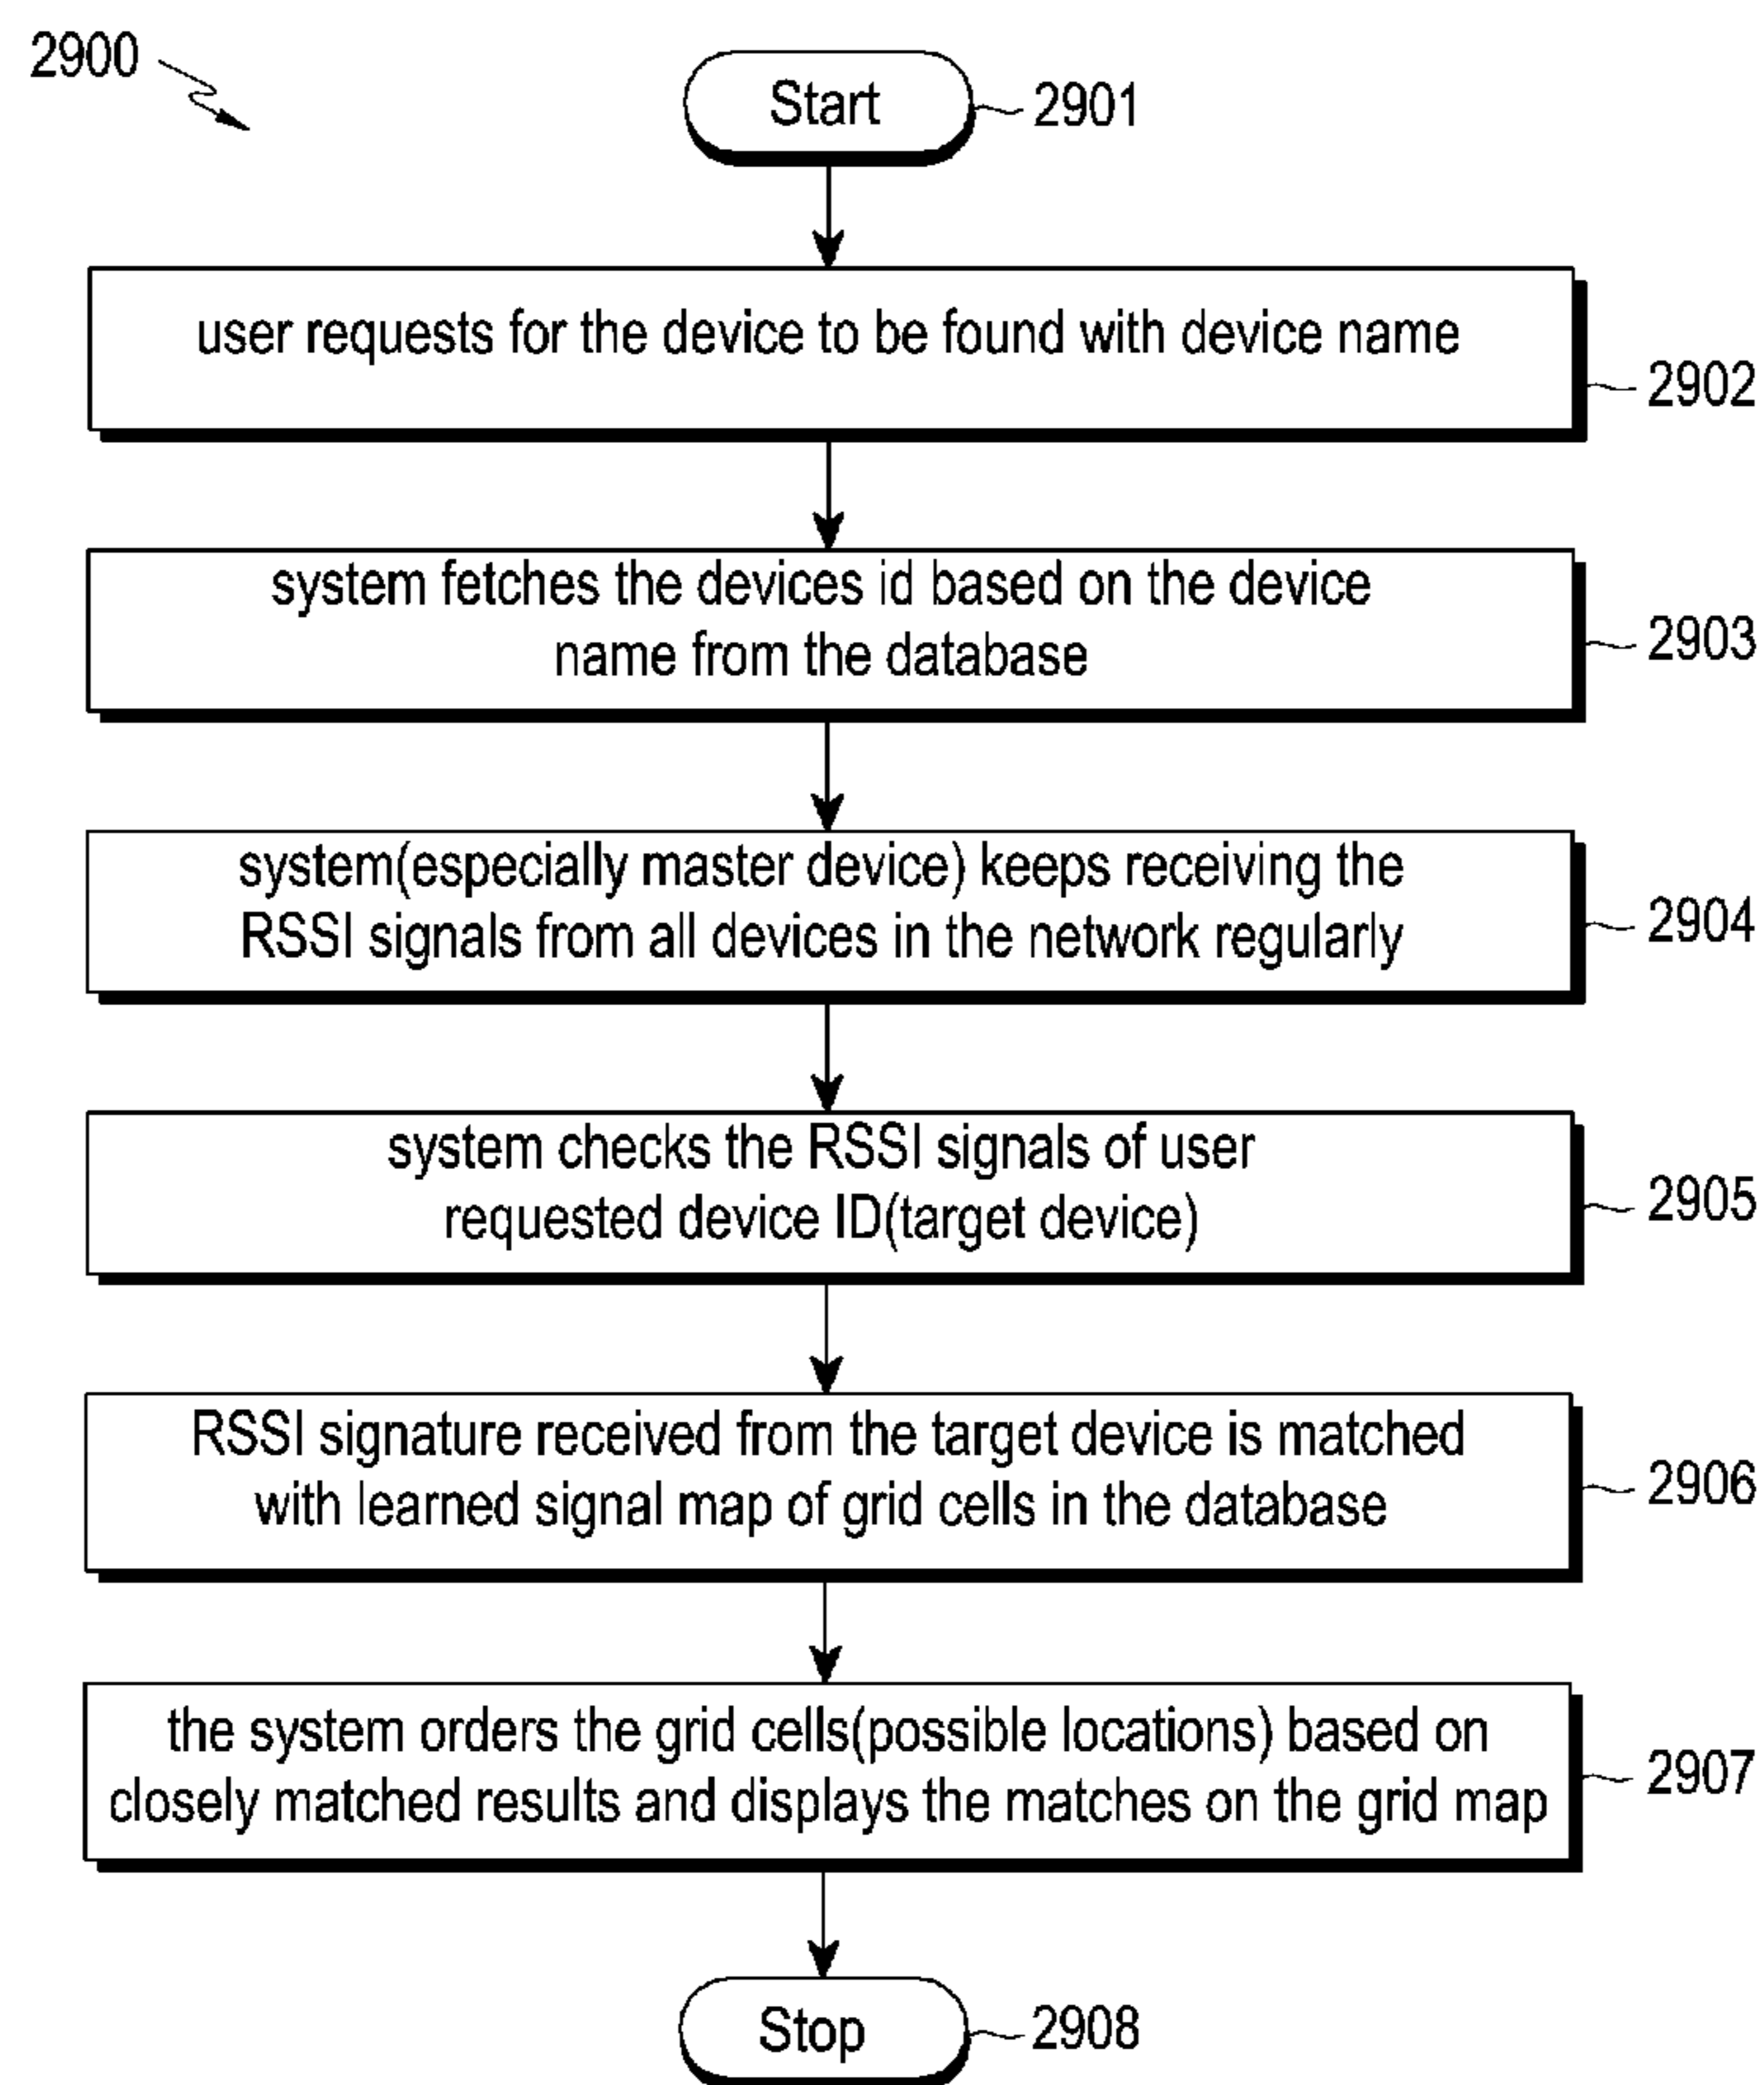 2900
Start
2901
user requests for the device to be found with device name
2902
system fetches the devices id based on the device
name from the database
2903
system(especially master device) keeps receiving the
RSSI signals from all devices in the network regularly
2904
system checks the RSSI signals of user
requested device ID(target device)
2905
RSSI signature received from the target device is matched
with learned signal map of grid cells in the database
2906
the system orders the grid cells(possible locations) based on
closely matched results and displays the matches on the grid map
2907
Stop
2908